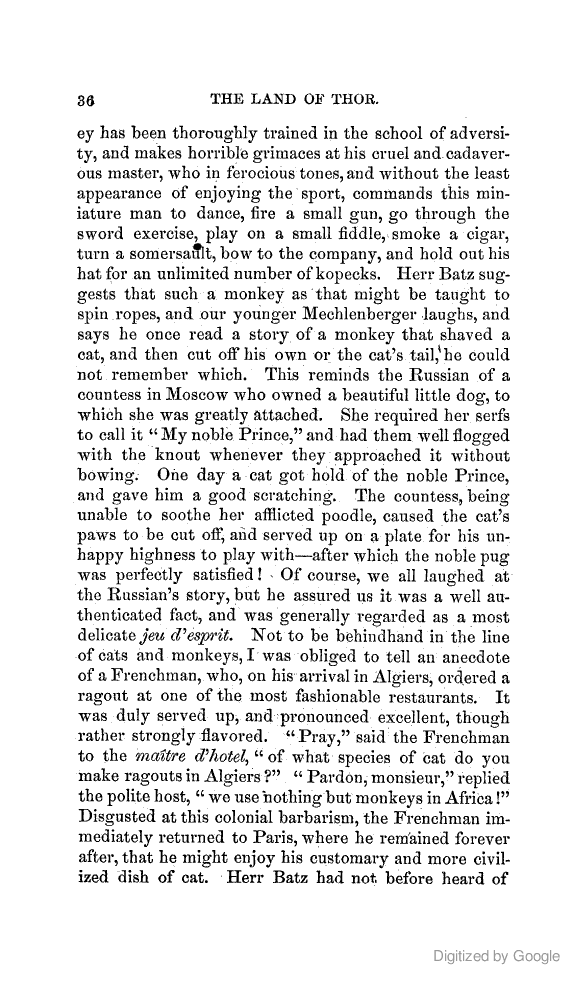 36 THE LAND OF THOR.
ey has been thoroughly trained in the school of adversi-
ty, and makes horrible grimaces at his cruel and cadaver-
ous master, who in ferocious tones, and without the least
appearance of enjoying the sport, commands this min-
iature man to dance, fire a small gun, go through the
sword exercise, play on a small fiddle, smoke a cigar,
turn a somersault, bow to the company, and hold out his
hat for an unlimited number of kopecks. Herr Batz sug-
gests that such a monkey as that might be taught to
spin ropes, and our younger Mechlenberger laughs, and
says he once read a story of a monkey that shaved a
cat, and then cut off his own or the cat's tail, he could
not remember which. This reminds the Russian of a
countess in Moscow who owned a beautiful little dog, to
which she was greatly attached. She required her serfs
to call it "My noble Prince," and had them well flogged
with the knout whenever they approached it without
bowing. One day a cat got hold of the noble Prince,
and gave him a good scratching. The countess, being
unable to soothe her afflicted poodle, caused the cat's
paws to be cut off, and served up on a plate for his un-
happy highness to play with—after which the noble pug
was perfectly satisfied! Of course, we all laughed at
the Russian's story, but he assured us it was a well au-
thenticated fact, and was generally regarded as a most
delicate jeu d'esprit. Not to be behindhand in the line
of cats and monkeys, I was obliged to tell an anecdote
of a Frenchman, who, on his arrival in Algiers, ordered a
ragout at one of the most fashionable restaurants. It
was duly served up, and pronounced excellent, though
rather strongly flavored. "Pray," said the Frenchman
to the maître d'hotel, "of what species of cat do you
make ragouts in Algiers?" "Pardon, monsieur," replied
the polite host, "we use nothing but monkeys in Africa!"
Disgusted at this colonial barbarism, the Frenchman im-
mediately returned to Paris, where he remained forever
after, that he might enjoy his customary and more civil-
ized dish of cat. Herr Batz had not before heard of
Digitized by Google